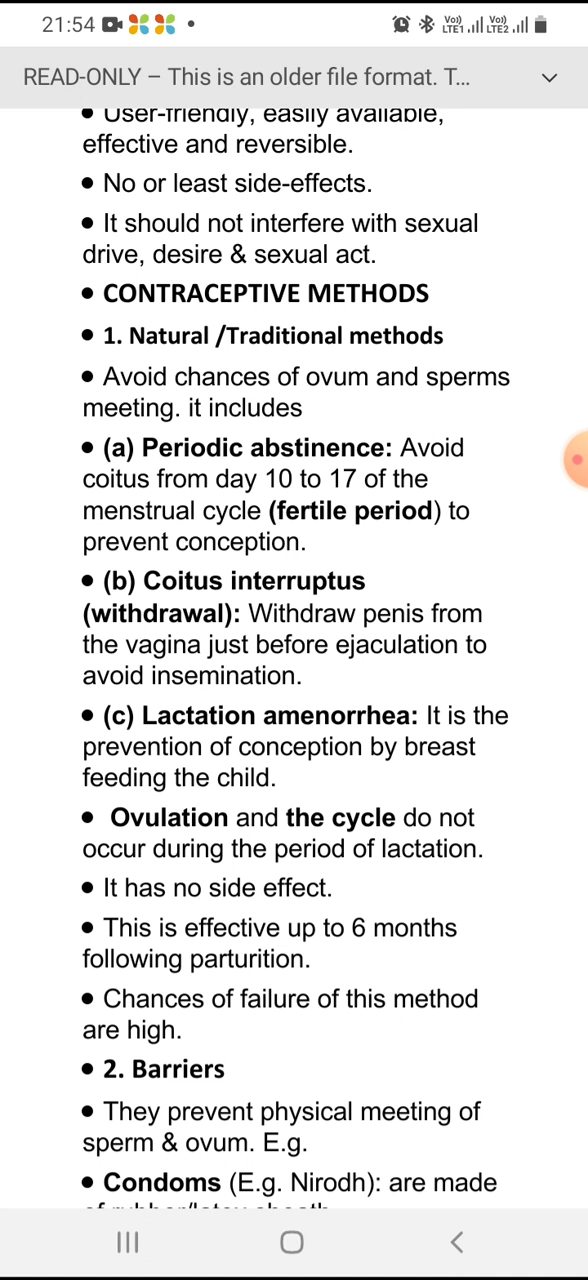 21:54
Vo)) LTE1 Vo)) LTE2
READ-ONLY – This is an older file format. T...
• User-friendly, easily available,
effective and reversible.
• No or least side-effects.
• It should not interfere with sexual
drive, desire & sexual act.
• CONTRACEPTIVE METHODS
• 1. Natural /Traditional methods
• Avoid chances of ovum and sperms
meeting. it includes
• (a) Periodic abstinence: Avoid
coitus from day 10 to 17 of the
menstrual cycle (fertile period) to
prevent conception.
• (b) Coitus interruptus
(withdrawal): Withdraw penis from
the vagina just before ejaculation to
avoid insemination.
• (c) Lactation amenorrhea: It is the
prevention of conception by breast
feeding the child.
• Ovulation and the cycle do not
occur during the period of lactation.
• It has no side effect.
• This is effective up to 6 months
following parturition.
• Chances of failure of this method
are high.
• 2. Barriers
• They prevent physical meeting of
sperm & ovum. E.g.
• Condoms (E.g. Nirodh): are made